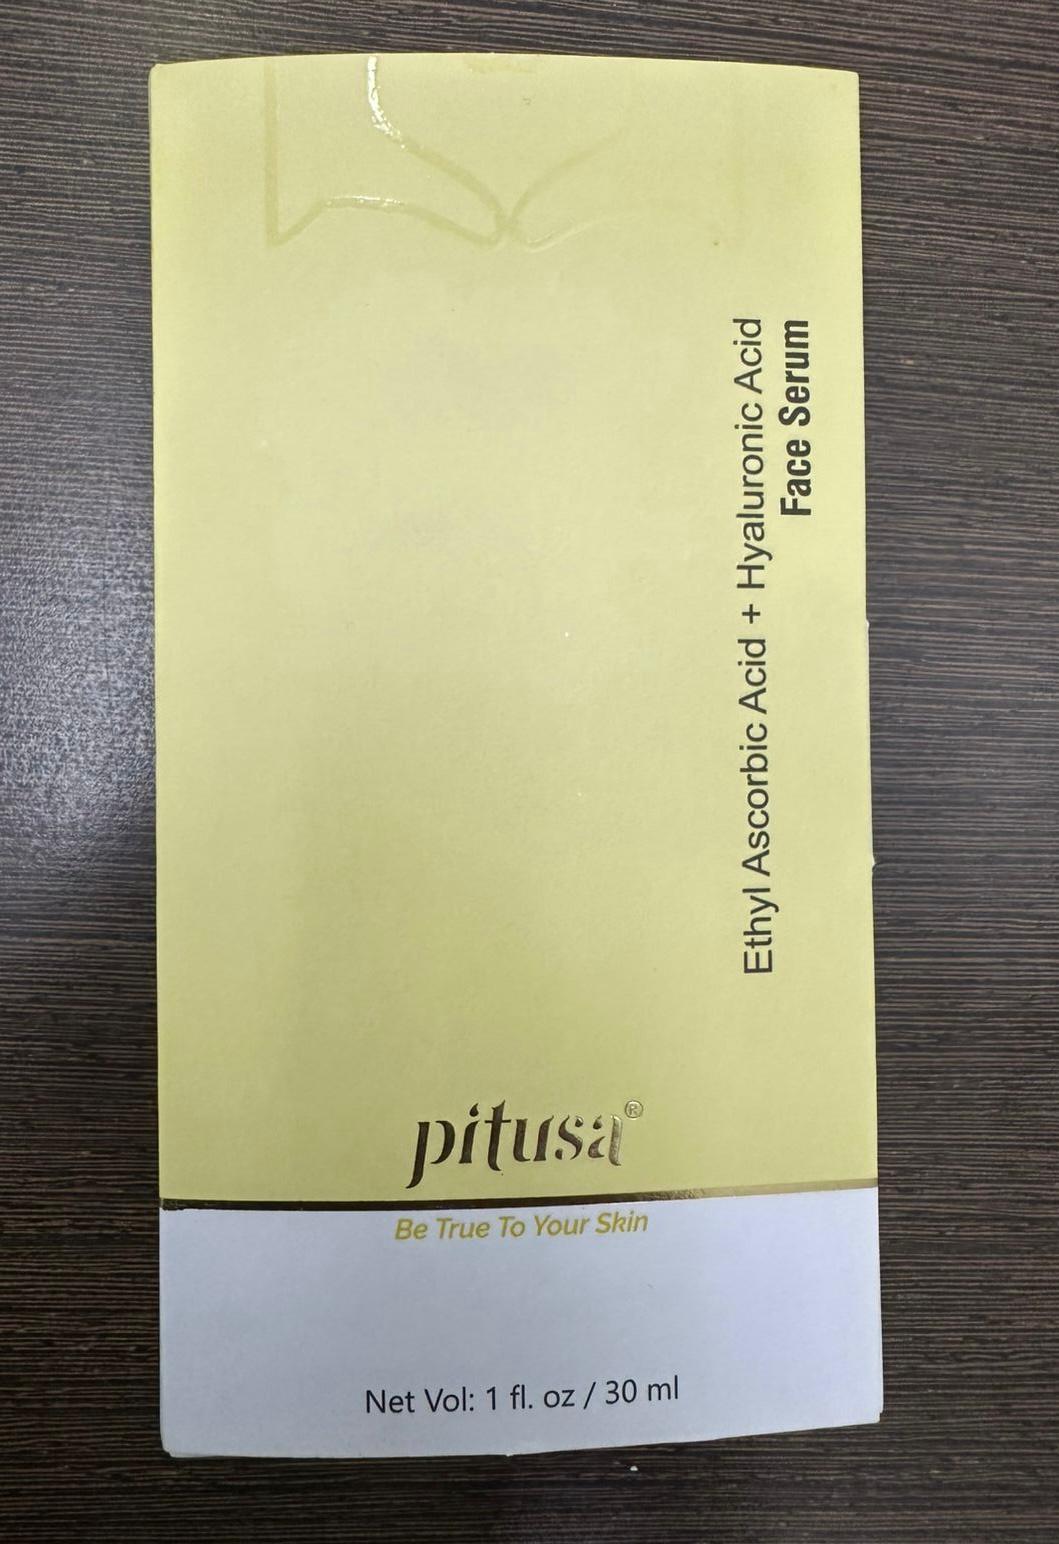 Ethyl Ascorbic Acid + Hyaluronic Acid
Face Serum
pitusa®
Be True To Your Skin
Net Vol: 1 fl. oz / 30 ml